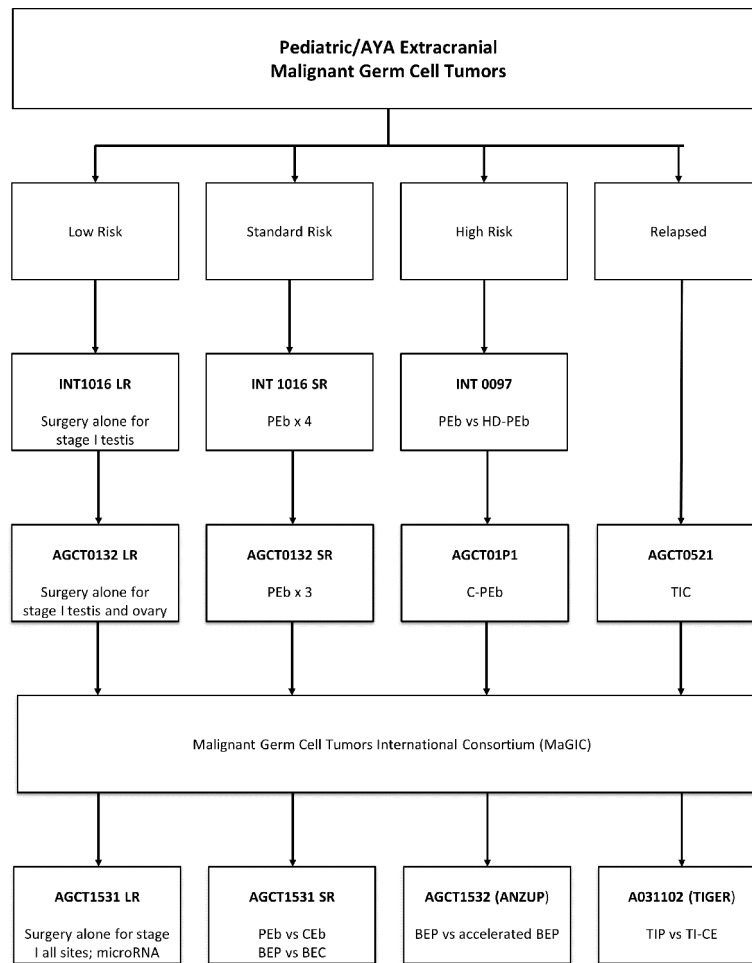 Pediatric/AYA Extracranial
Malignant Germ Cell Tumors
Low Risk
Standard Risk
High Risk
Relapsed
INT1016 LR
Surgery alone for
stage I testis
INT 1016 SR
PEb x 4
INT 0097
PEb vs HD-PEb
AGCT0132 LR
Surgery alone for
stage I testis and ovary
AGCT0132 SR
PEb x 3
AGCT01P1
C-PEb
AGCT0521
TIC
Malignant Germ Cell Tumors International Consortium (MaGIC)
AGCT1531 LR
Surgery alone for stage
I all sites; microRNA
AGCT1531 SR
PEb vs CEb
BEP vs BEC
AGCT1532 (ANZUP)
BEP vs accelerated BEP
A031102 (TIGER)
TIP vs TI-CE